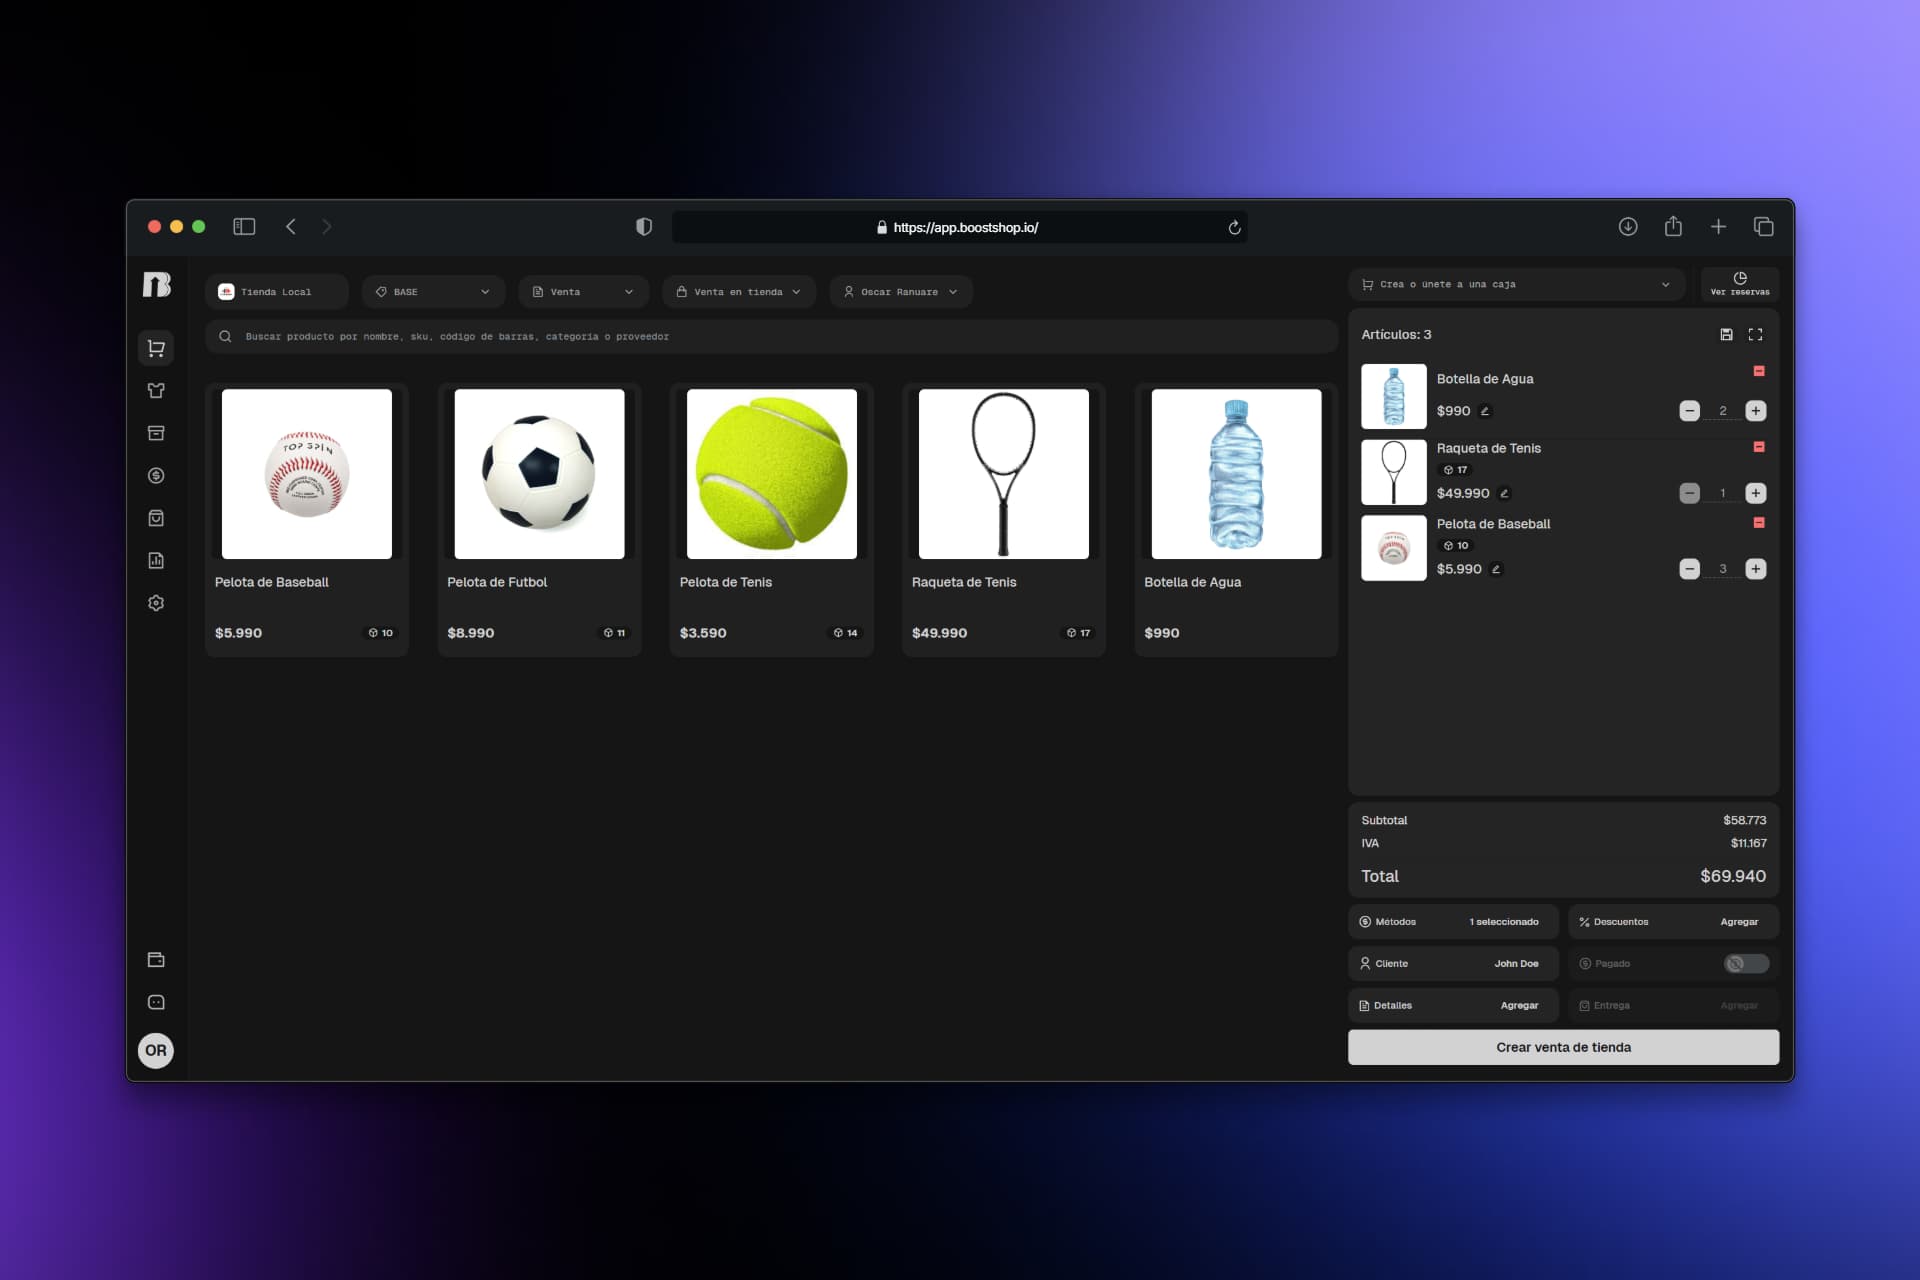 https://app.boostshop.io/
B
Tienda Local
BASE
Venta
Venta en tienda
Oscar Ranuare
Crea o únete a una caja
Ver reservas
Buscar producto por nombre, sku, código de barras, categoría o proveedor
TOP SPIN
Pelota de Baseball
$5.990
10
Pelota de Futbol
$8.990
11
Pelota de Tenis
$3.590
14
Raqueta de Tenis
$49.990
17
Botella de Agua
$990
Artículos: 3
Botella de Agua
$990
2
Raqueta de Tenis
17
$49.990
1
Pelota de Baseball
10
$5.990
3
Subtotal
$58.773
IVA
$11.167
Total
$69.940
Métodos
1 seleccionado
Descuentos
Agregar
Cliente
John Doe
Pagado
Detalles
Agregar
Entrega
Agregar
Crear venta de tienda
OR